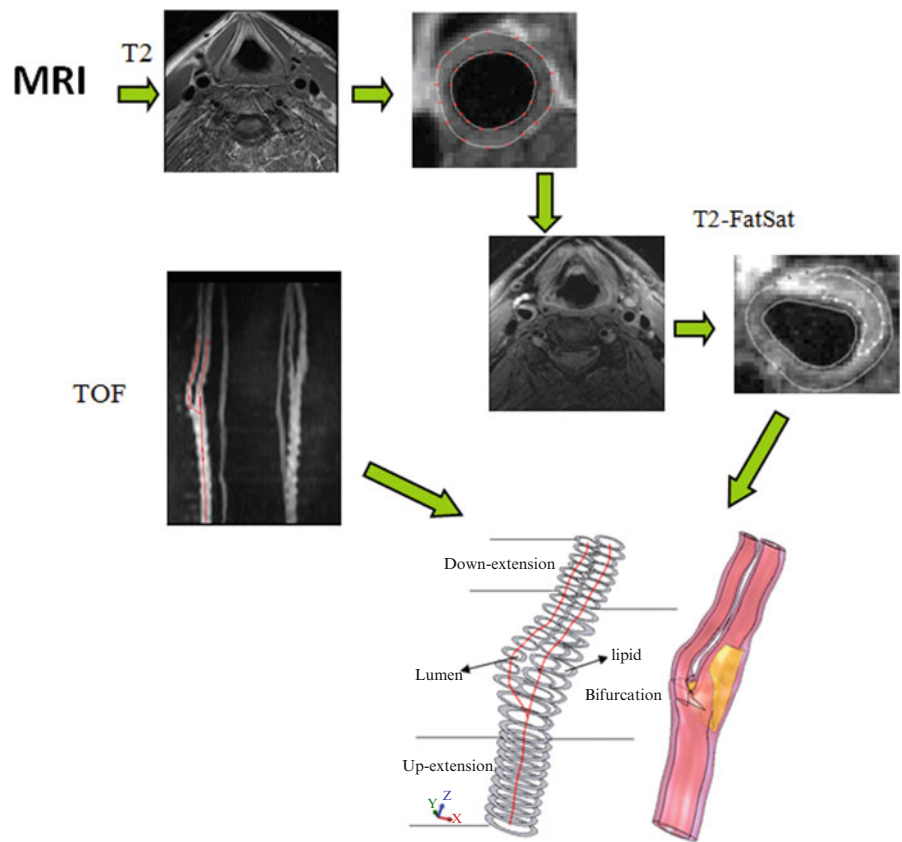 T2
MRI
T2-FatSat
TOF
Down-extension
lipid
Lumen
Bifurcation
Up-extension
Z
Y
X